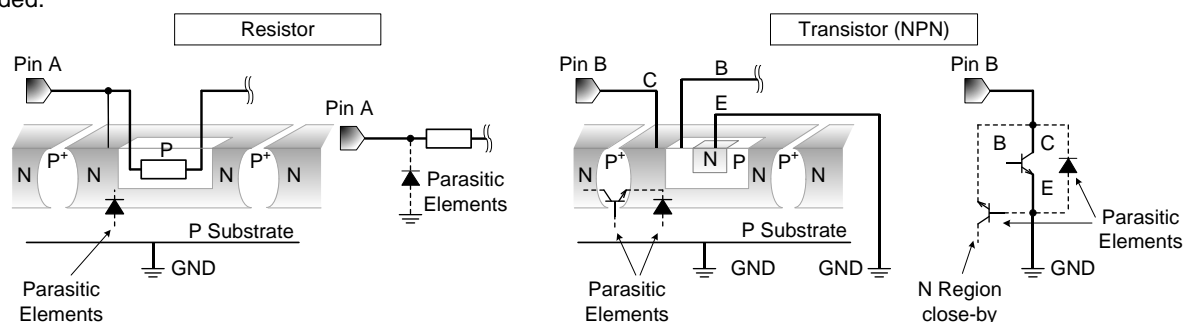 ded.
Resistor
Pin A
P
N
P+
N
N
P+
N
Parasitic
Elements
P Substrate
GND
Pin A
Parasitic
Elements
Transistor (NPN)
Pin B
C
B
E
N
P+
N
N
P
N
P+
N
Parasitic
Elements
P Substrate
GND
GND
Pin B
B
C
E
Parasitic
Elements
GND
N Region
close-by